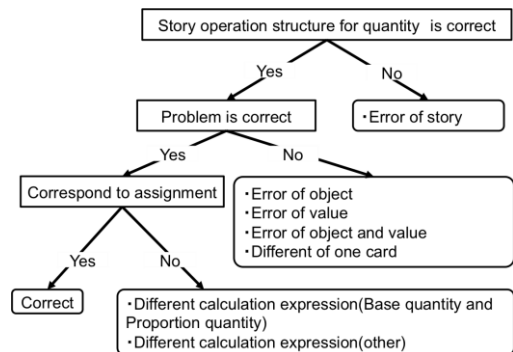 Story operation structure for quantity is correct
Yes
No
Problem is correct
・Error of story
Yes
No
Correspond to assignment
・Error of object
・Error of value
・Error of object and value
・Different of one card
Yes
No
Correct
・Different calculation expression(Base quantity and
Proportion quantity)
・Different calculation expression(other)